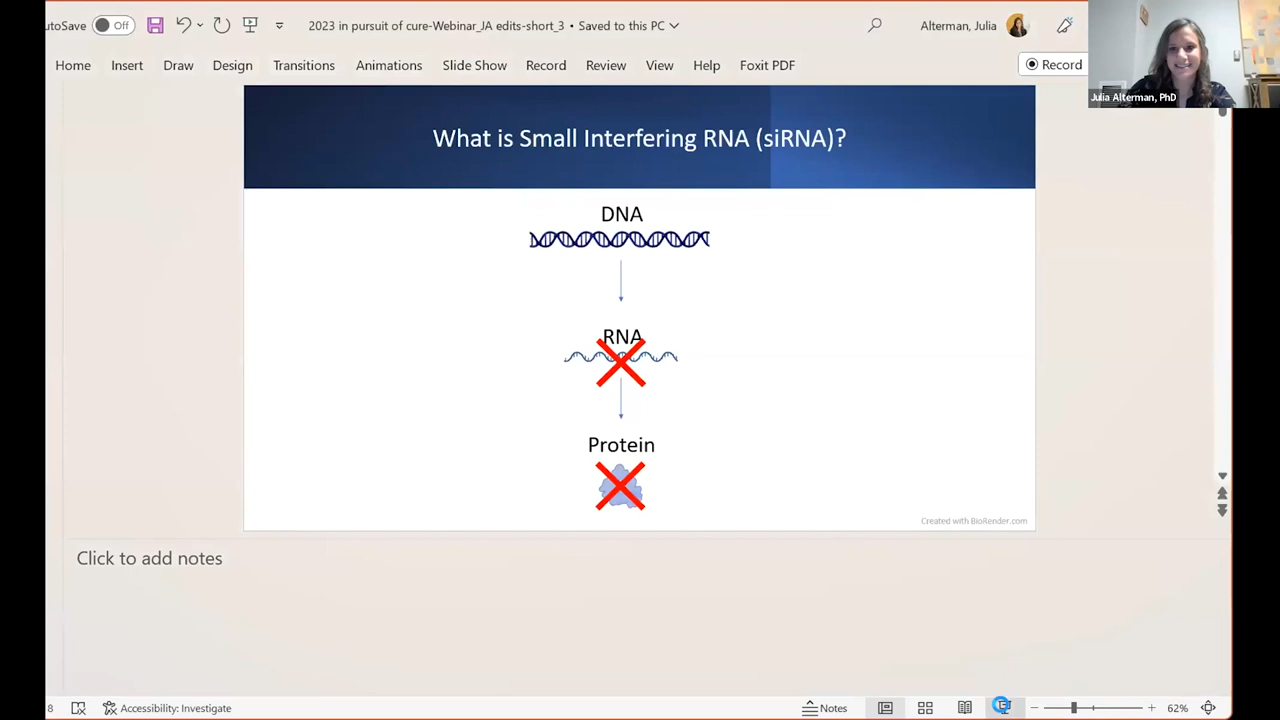 utoSave Off 2023 in pursuit of cure-Webinar_JA edits-short_3 • Saved to this PC Alterman, Julia
Home Insert Draw Design Transitions Animations Slide Show Record Review View Help Foxit PDF Record
Julia Alterman, PhD
What is Small Interfering RNA (siRNA)?
DNA
RNA
Protein
Created with BioRender.com
Click to add notes
8 Accessibility: Investigate Notes 62%